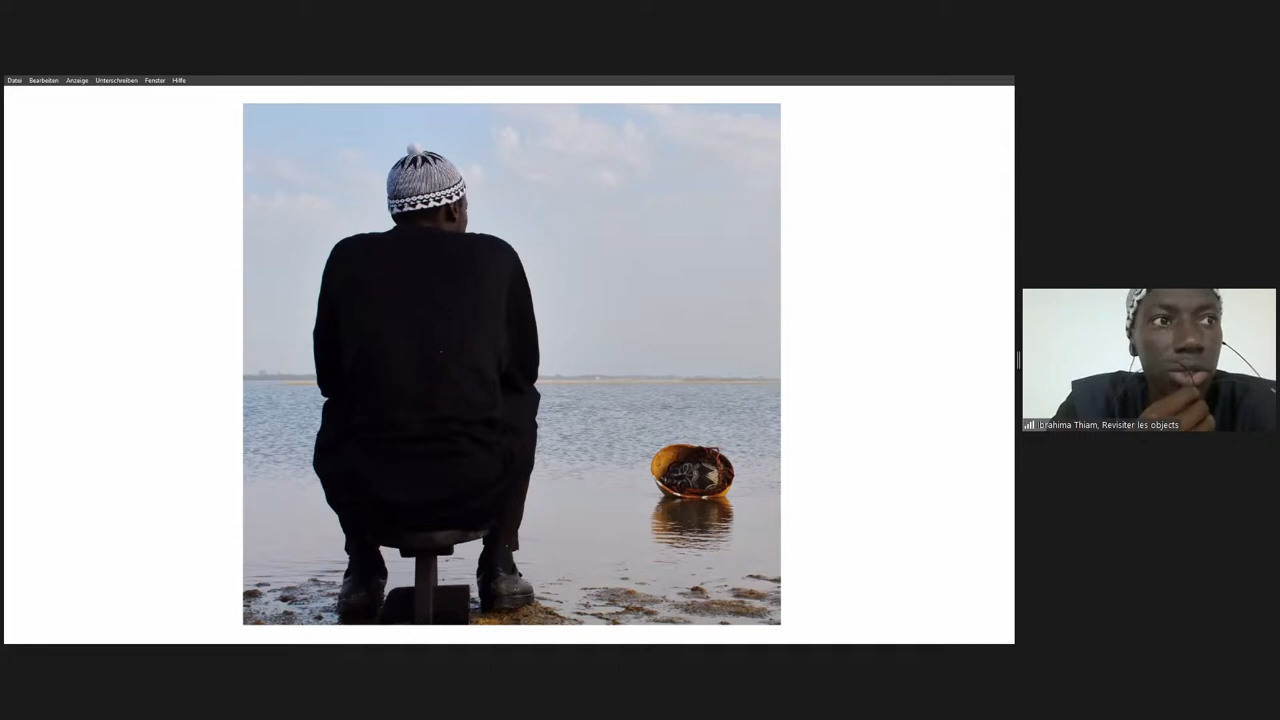 Datei Bearbeiten Anzeige Unterschreiben Fenster Hilfe
Ibrahima Thiam, Revisiter les objects